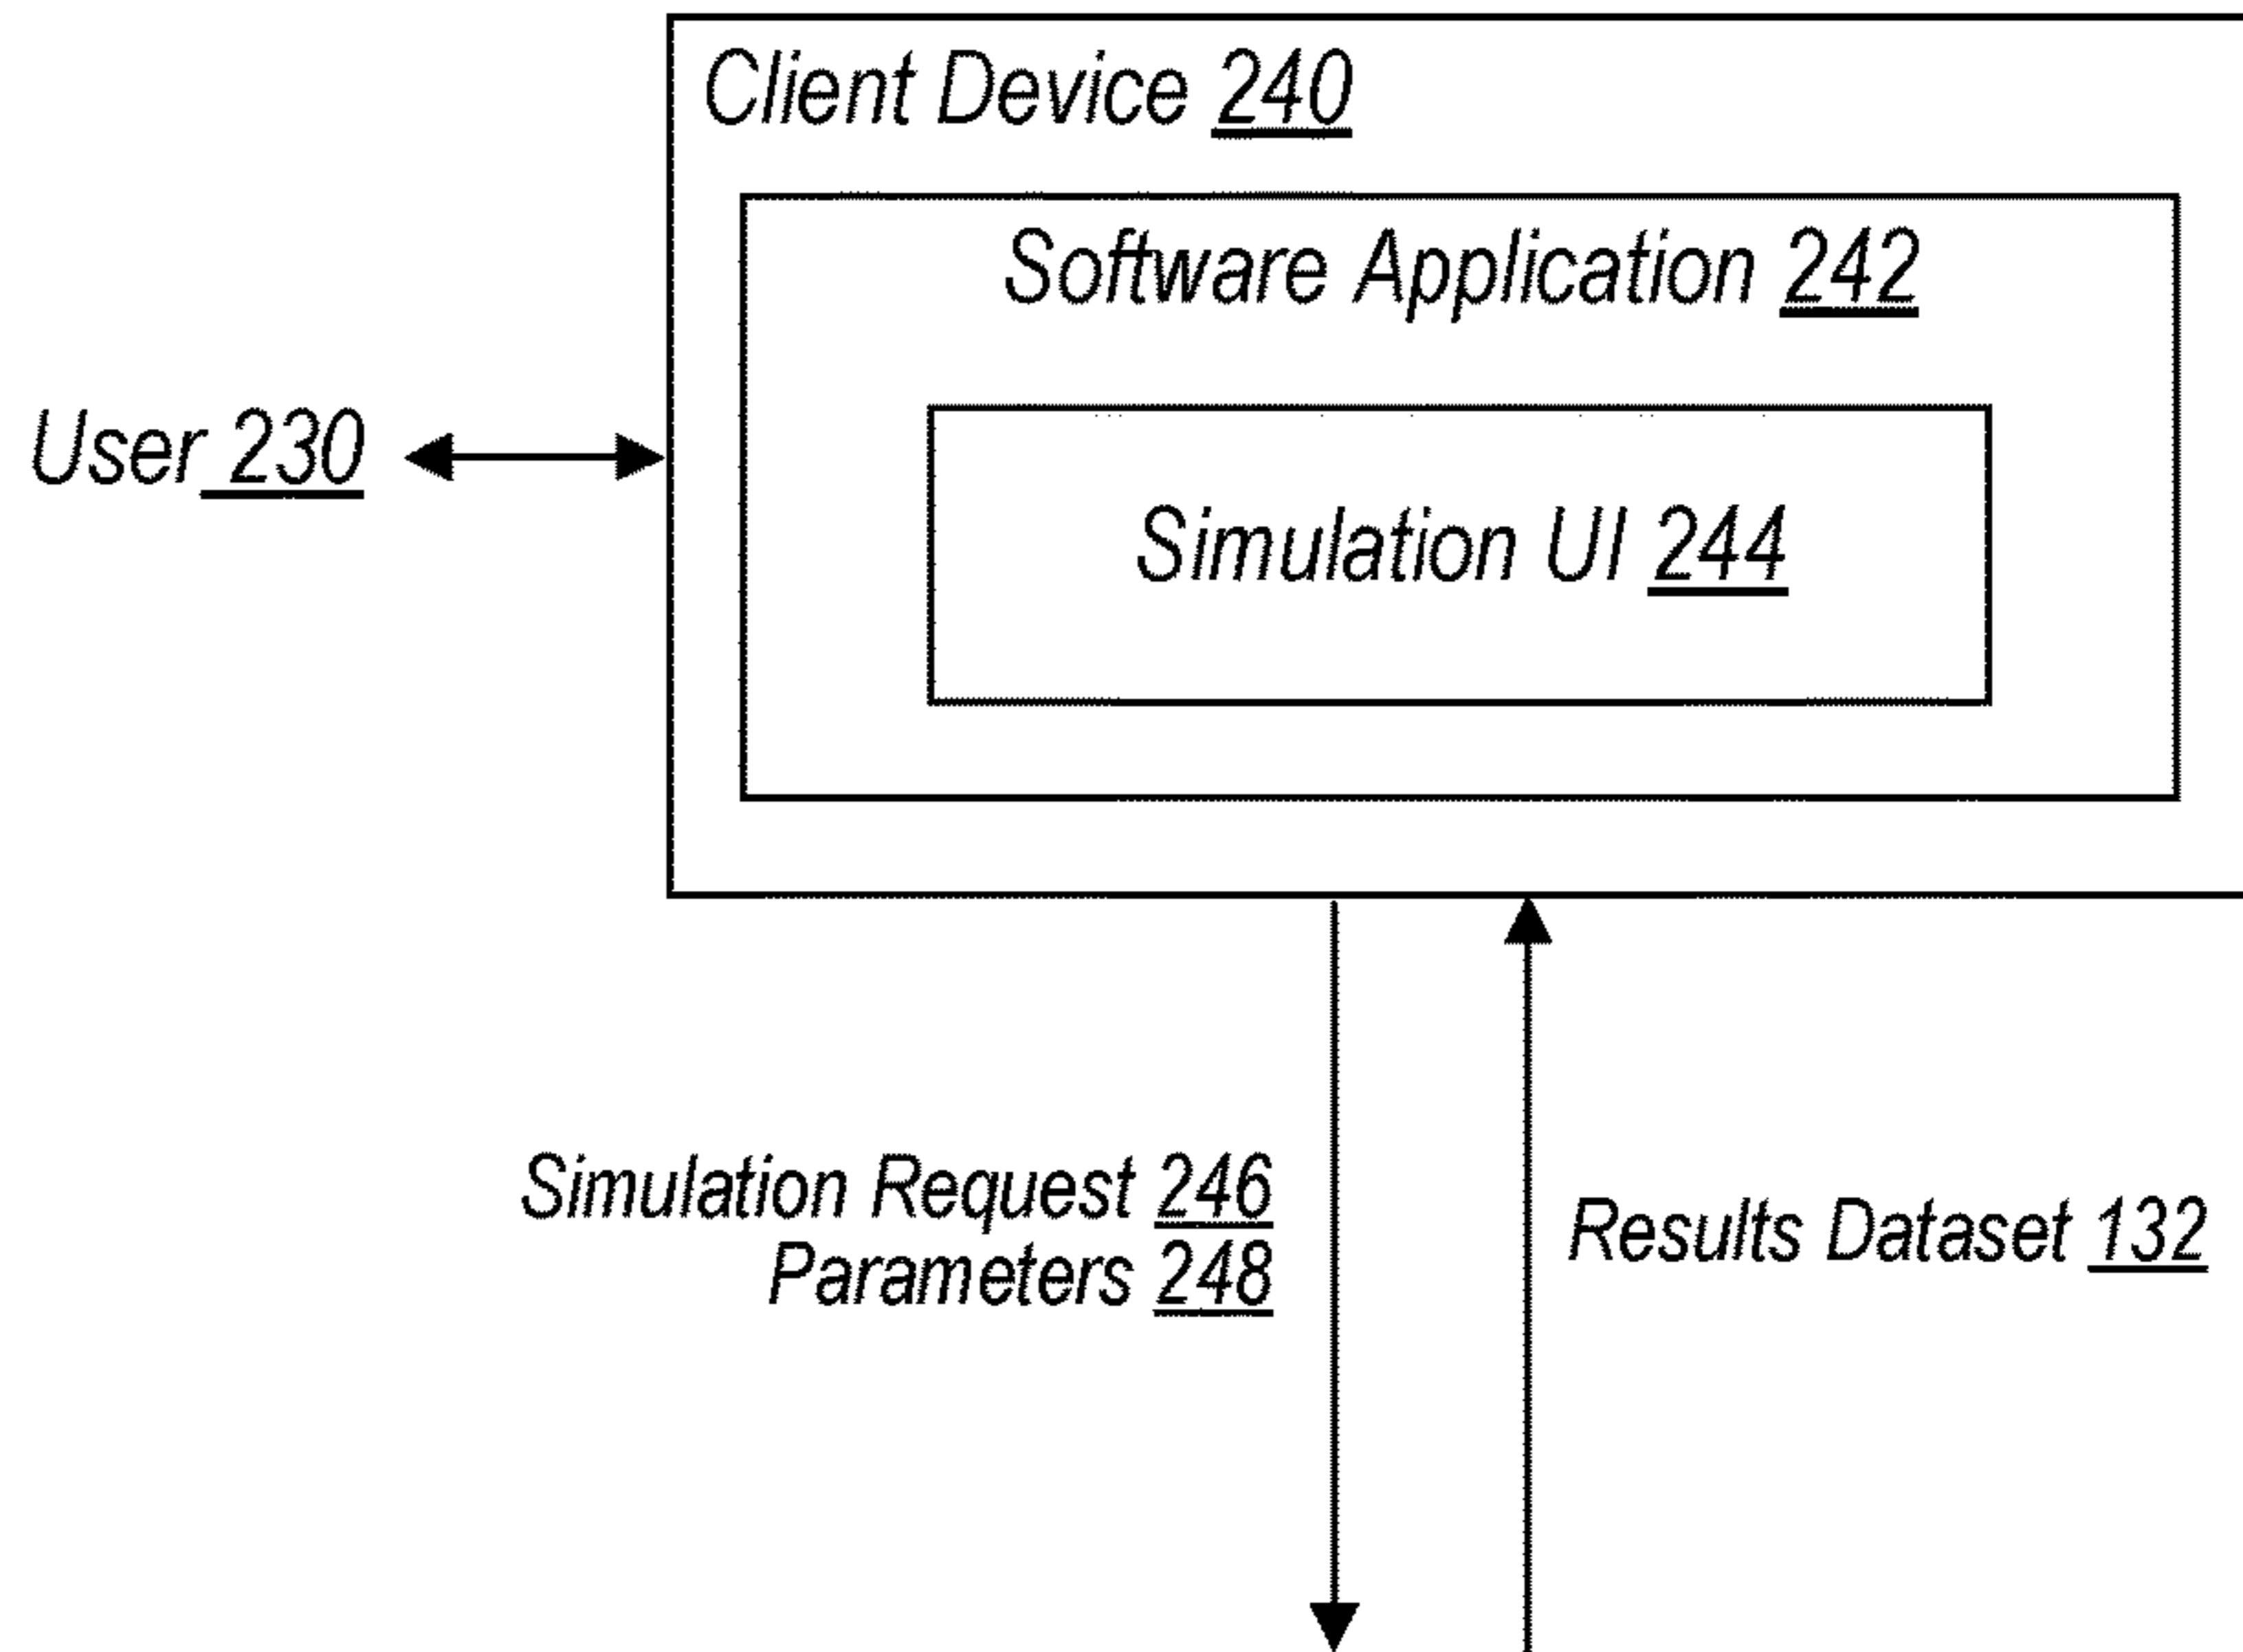 Client Device 240
Software Application 242
User 230
Simulation UI 244
Simulation Request 246
Parameters 248
Results Dataset 132